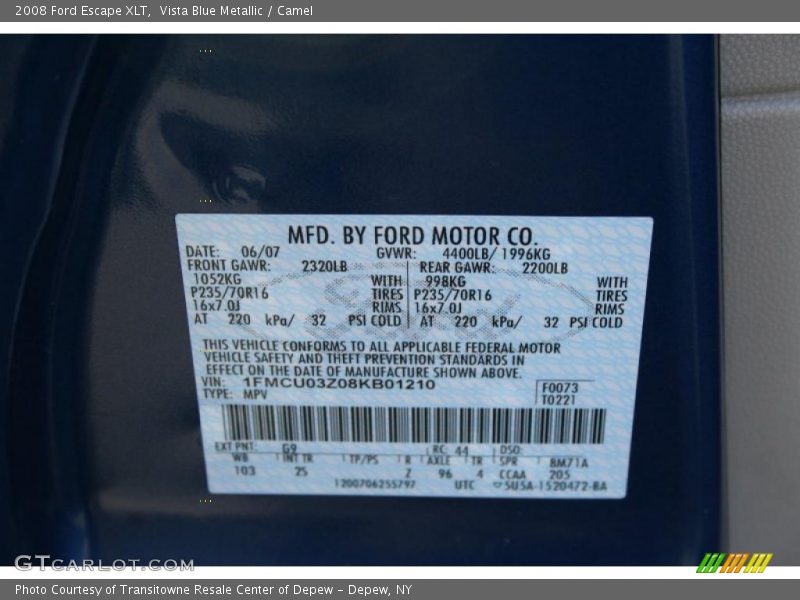 2008 Ford Escape XLT, Vista Blue Metallic / Camel
MFD. BY FORD MOTOR CO.
DATE: 06/07 GVWR: 4400LB/ 1996KG
FRONT GAWR: 2320LB REAR GAWR: 2200LB
1052KG WITH 998KG WITH
P235/70R16 TIRES P235/70R16 TIRES
16x7.0J RIMS 16x7.0J RIMS
AT 220 kPa/ 32 PSI COLD AT 220 kPa/ 32 PSI COLD
THIS VEHICLE CONFORMS TO ALL APPLICABLE FEDERAL MOTOR
VEHICLE SAFETY AND THEFT PREVENTION STANDARDS IN
EFFECT ON THE DATE OF MANUFACTURE SHOWN ABOVE.
VIN: 1FMCU03Z08KB01210 F0073
TYPE: MPV T0221
EXT PNT: G9 RC: 44 DSO:
WB INT TR TP/PS R AXLE TR SPR BM71A
103 25 Z 96 4 CCAA 205
1200706255797 UTC 5U5A-1520472-BA
GTCARLOT.COM
Photo Courtesy of Transitowne Resale Center of Depew – Depew, NY